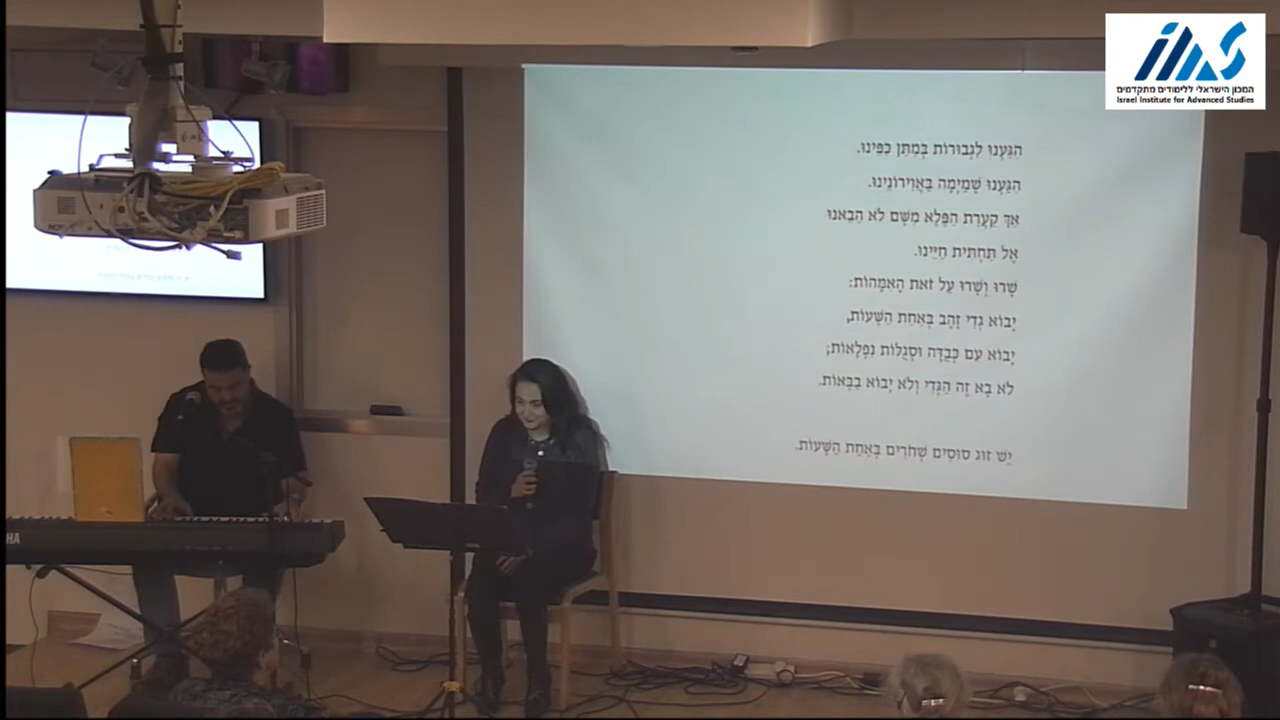 המכון הישראלי ללימודים מתקדמים
Israel Institute for Advanced Studies
הִגַּעְנוּ לִגְבוּרוֹת בְּמַתַּן כַּפֵּינוּ.
הִגַּעְנוּ שָׁמַיְמָה בַּאֲוִירוֹנֵינוּ.
אַךְ קַעֲרַת הַפֶּלֶא מִשָּׁם לֹא הֵבֵאנוּ
אֶל תַּחְתִּית חַיֵּינוּ.
שָׁרוּ וְשָׁרוּ עַל זֹאת הָאִמָּהוֹת:
יָבוֹא גְּדִי זָהָב בְּאַחַת הַשָּׁעוֹת,
יָבוֹא עִם כְּבֻדָּה וּסְגֻלּוֹת נִפְלָאוֹת;
לֹא בָא זֶה הַגְּדִי וְלֹא יָבוֹא בַּבָּאוֹת.
יֵשׁ זוּג סוּסִים שְׁחֹרִים בְּאַחַת הַשָּׁעוֹת.